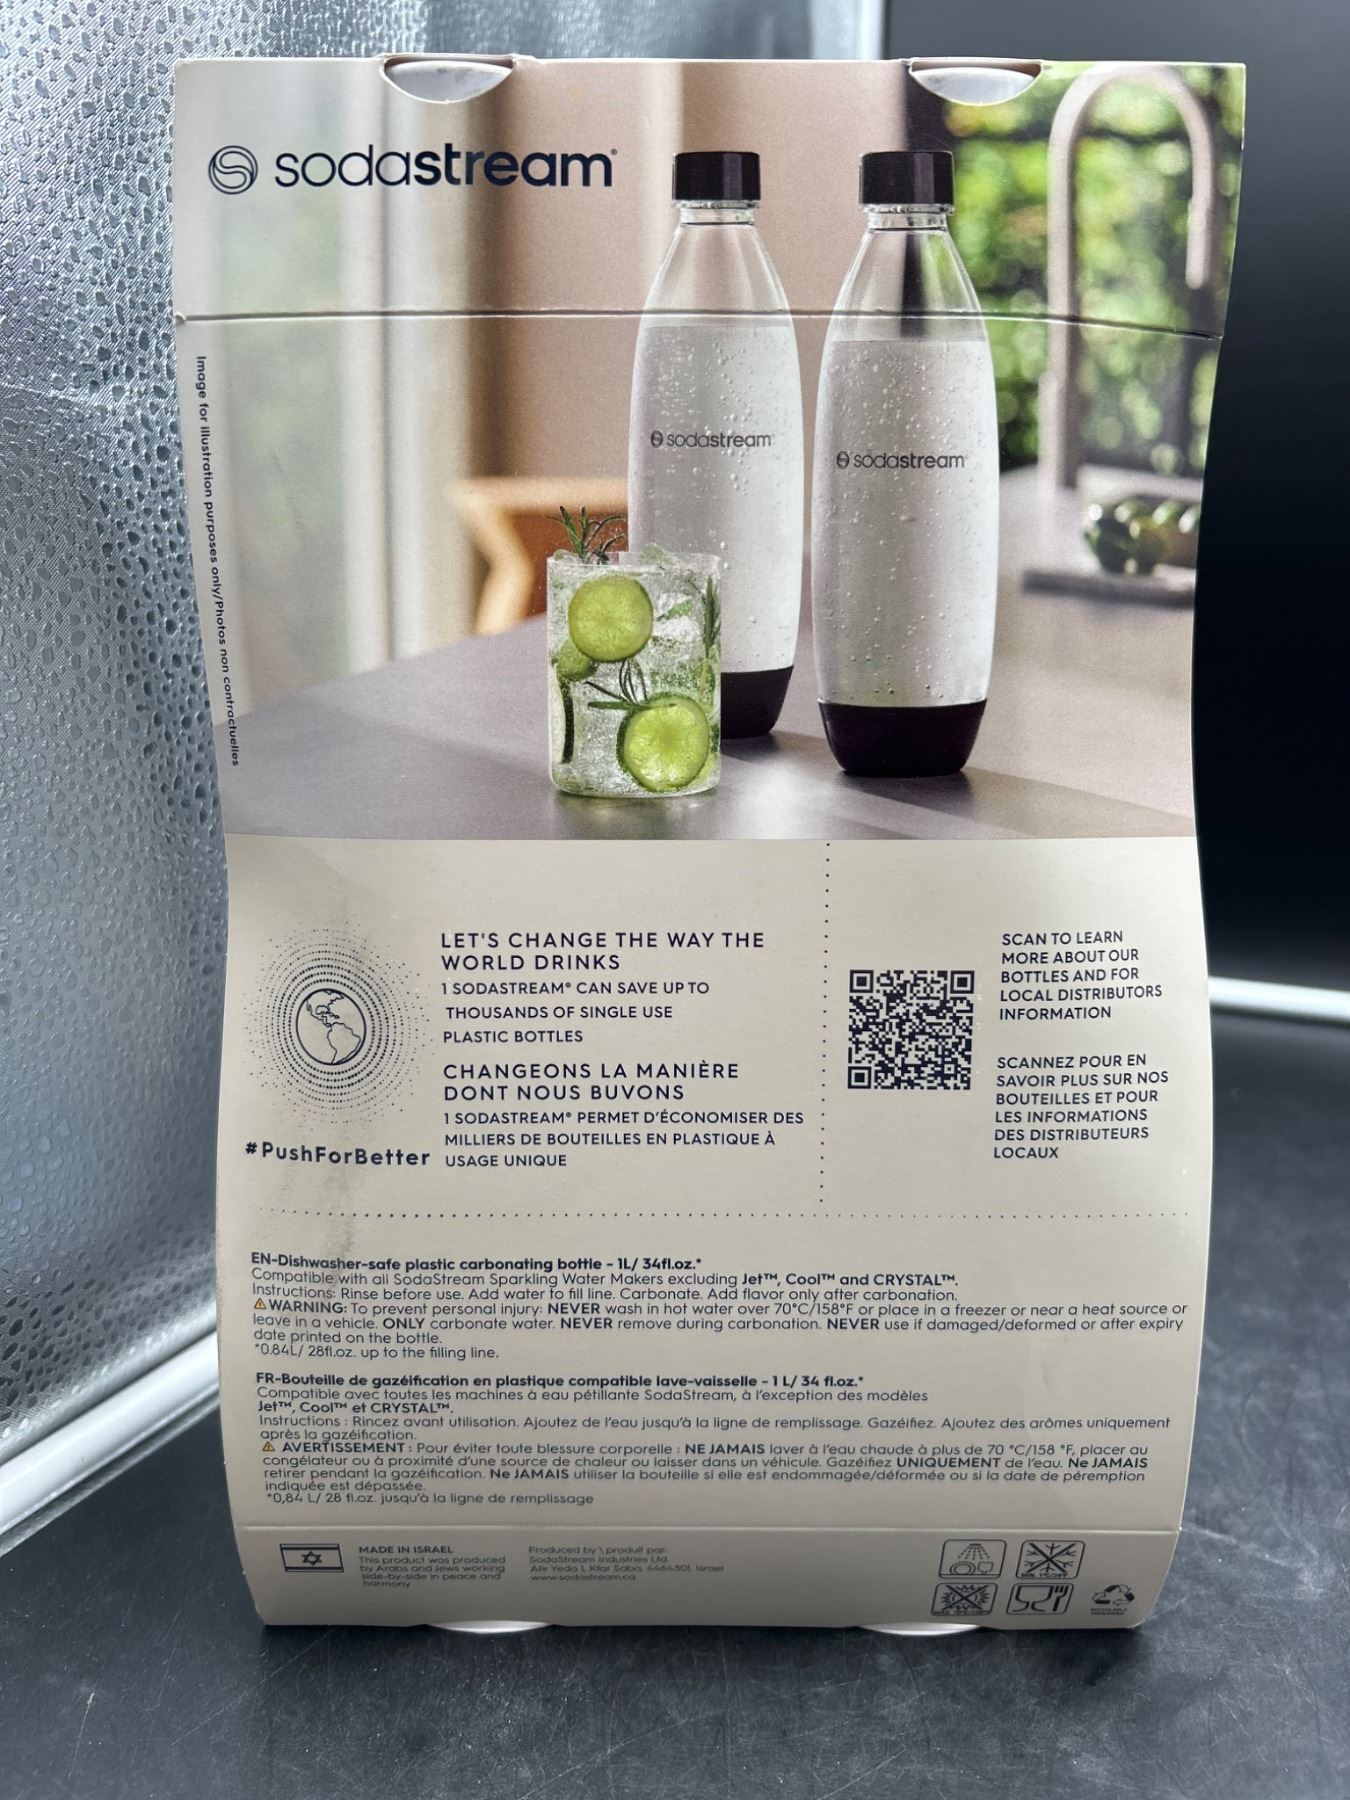 sodastream®
sodastream
sodastream
Image for illustration purposes only/Photos non contractuelles
LET'S CHANGE THE WAY THE
WORLD DRINKS
1 SODASTREAM® CAN SAVE UP TO
THOUSANDS OF SINGLE USE
PLASTIC BOTTLES
CHANGEONS LA MANIÈRE
DONT NOUS BUVONS
1 SODASTREAM® PERMET D'ÉCONOMISER DES
MILLIERS DE BOUTEILLES EN PLASTIQUE À
USAGE UNIQUE
#PushForBetter
SCAN TO LEARN
MORE ABOUT OUR
BOTTLES AND FOR
LOCAL DISTRIBUTORS
INFORMATION
SCANNEZ POUR EN
SAVOIR PLUS SUR NOS
BOUTEILLES ET POUR
LES INFORMATIONS
DES DISTRIBUTEURS
LOCAUX
EN-Dishwasher-safe plastic carbonating bottle - 1L/ 34fl.oz.*
Compatible with all SodaStream Sparkling Water Makers excluding Jet™, Cool™ and CRYSTAL™.
Instructions: Rinse before use. Add water to fill line. Carbonate. Add flavor only after carbonation.
⚠WARNING: To prevent personal injury: NEVER wash in hot water over 70°C/158°F or place in a freezer or near a heat source or
leave in a vehicle. ONLY carbonate water. NEVER remove during carbonation. NEVER use if damaged/deformed or after expiry
date printed on the bottle.
*0.84L/ 28fl.oz. up to the filling line.
FR-Bouteille de gazéification en plastique compatible lave-vaisselle - 1 L/ 34 fl.oz.*
Compatible avec toutes les machines à eau pétillante SodaStream, à l'exception des modèles
Jet™, Cool™ et CRYSTAL™.
Instructions : Rincez avant utilisation. Ajoutez de l'eau jusqu'à la ligne de remplissage. Gazéifiez. Ajoutez des arômes uniquement
après la gazéification.
⚠ AVERTISSEMENT : Pour éviter toute blessure corporelle : NE JAMAIS laver à l'eau chaude à plus de 70 °C/158 °F, placer au
congélateur ou à proximité d'une source de chaleur ou laisser dans un véhicule. Gazéifiez UNIQUEMENT de l'eau. Ne JAMAIS
retirer pendant la gazéification. Ne JAMAIS utiliser la bouteille si elle est endommagée/déformée ou si la date de péremption
indiquée est dépassée.
*0,84 L/ 28 fl.oz. jusqu'à la ligne de remplissage
MADE IN ISRAEL
This product was produced
by Arabs and Jews working
side-by-side in peace and
harmony
Produced by \ produit par:
SodaStream Industries Ltd.
Atir Yeda 1, Kfar Saba, 4464301, Israel
www.sodastream.ca